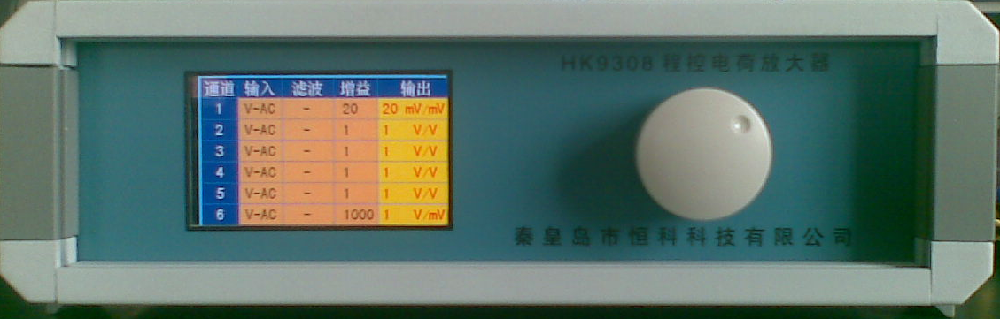 HK9308 程控电荷放大器
通道 输入 滤波 增益 输出
1 V-AC - 20 20 mV/mV
2 V-AC - 1 1 V/V
3 V-AC - 1 1 V/V
4 V-AC - 1 1 V/V
5 V-AC - 1 1 V/V
6 V-AC - 1000 1 V/mV
秦皇岛市恒科科技有限公司